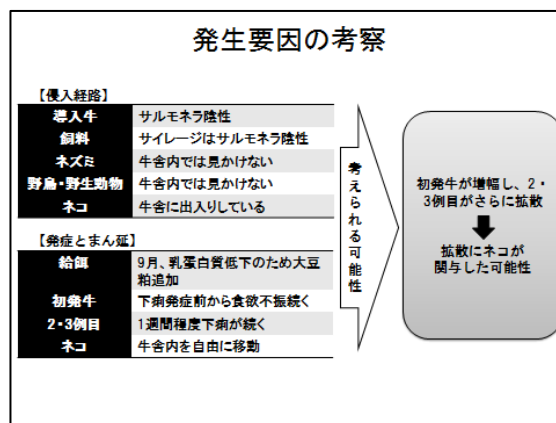 発生要因の考察
【侵入経路】
導入牛 サルモネラ陰性
飼料 サイレージはサルモネラ陰性
ネズミ 牛舎内では見かけない
野鳥・野生動物 牛舎内では見かけない
ネコ 牛舎に出入りしている
【発症とまん延】
給餌 9月、乳蛋白質低下のため大豆
粕追加
初発牛 下痢発症前から食欲不振続く
2・3例目 1週間程度下痢が続く
ネコ 牛舎内を自由に移動
考えられる可能性
初発牛が増幅し、2・
3例目がさらに拡散
拡散にネコが
関与した可能性